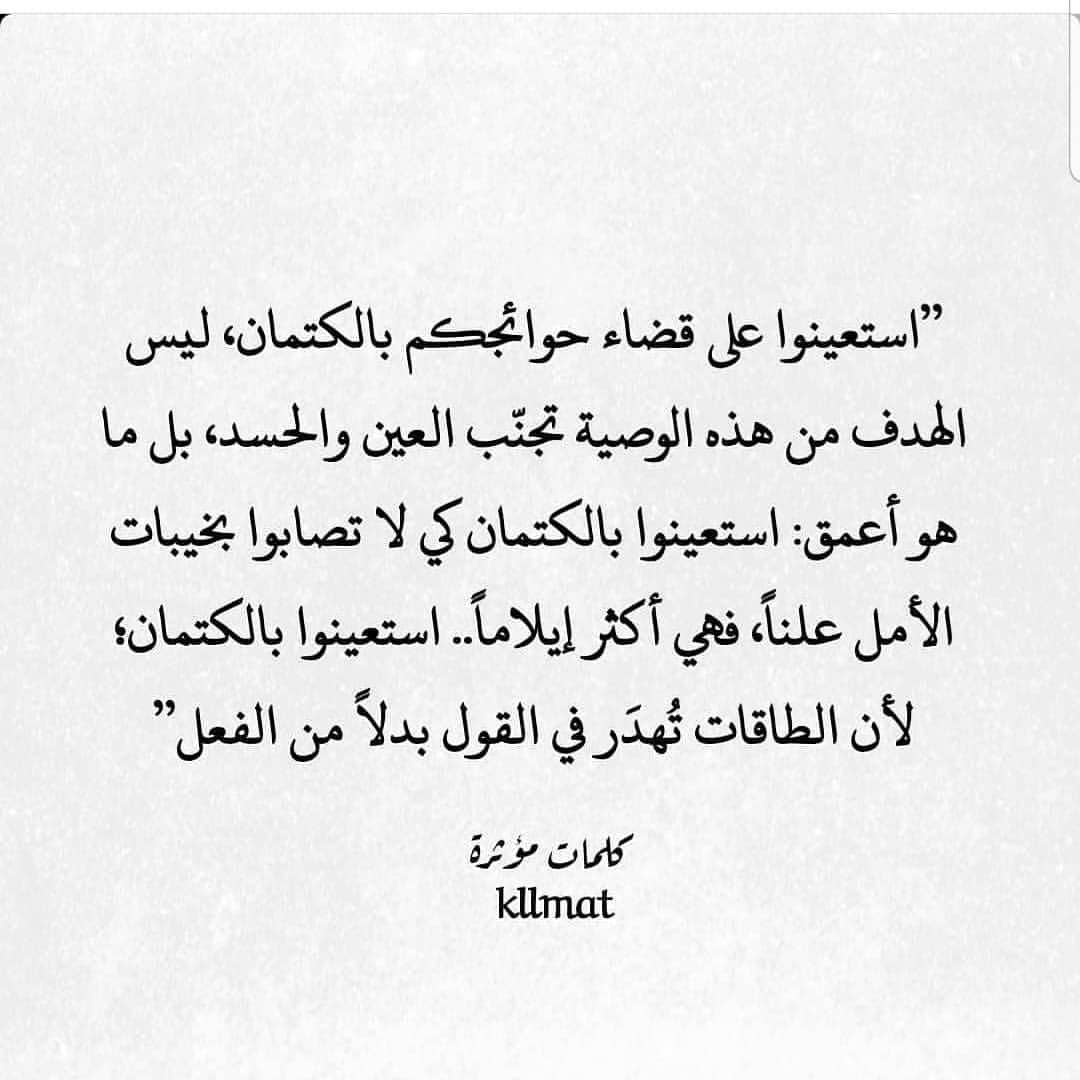 ”استعينوا على قضاء حوائجكم بالكتمان، ليس
الهدف من هذه الوصية تجنّب العين والحسد، بل ما
هو أعمق: استعينوا بالكتمان كي لا تصابوا بخيبات
الأمل علناً، فهي أكثر إيلاماً.. استعينوا بالكتمان؛
لأن الطاقات تُهدَر في القول بدلاً من الفعل”
كلمات مؤثرة
kllmat